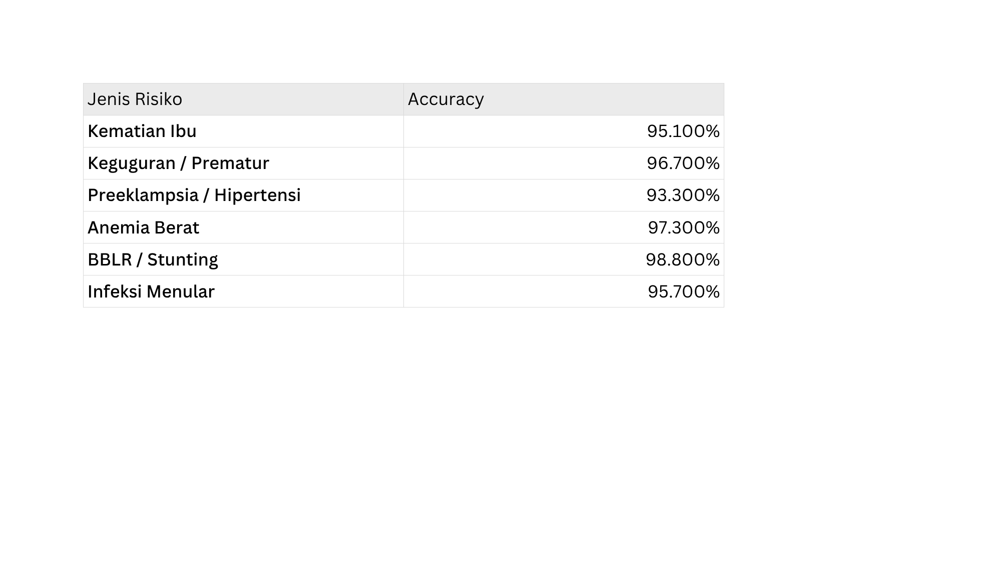 Jenis Risiko Accuracy
Kematian Ibu 95.100%
Keguguran / Prematur 96.700%
Preeklampsia / Hipertensi 93.300%
Anemia Berat 97.300%
BBLR / Stunting 98.800%
Infeksi Menular 95.700%